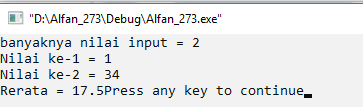 "D:\Alfan_273\Debug\Alfan_273.exe"
banyaknya nilai input = 2
Nilai ke-1 = 1
Nilai ke-2 = 34
Rerata = 17.5Press any key to continue_